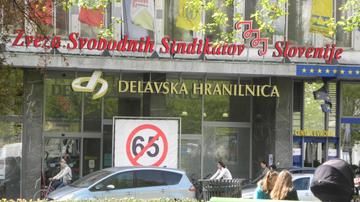 Zveza Svobodnih Sindikatov Slovenije
DELAVSKA HRANILNICA
65